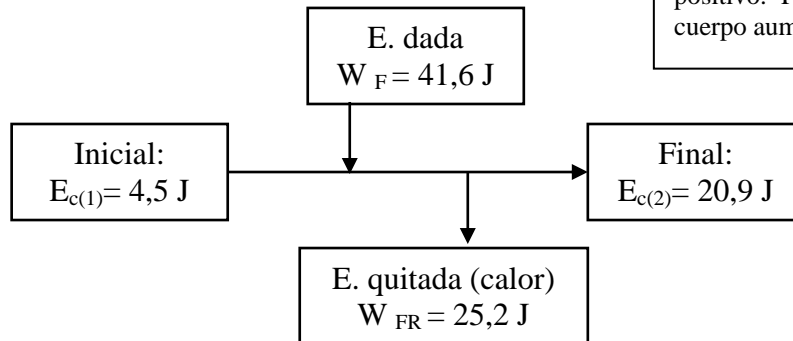 positivo.
cuerpo aum
E. dada
W F = 41,6 J
Inicial:
Ec(1)= 4,5 J
Final:
Ec(2)= 20,9 J
E. quitada (calor)
W FR = 25,2 J